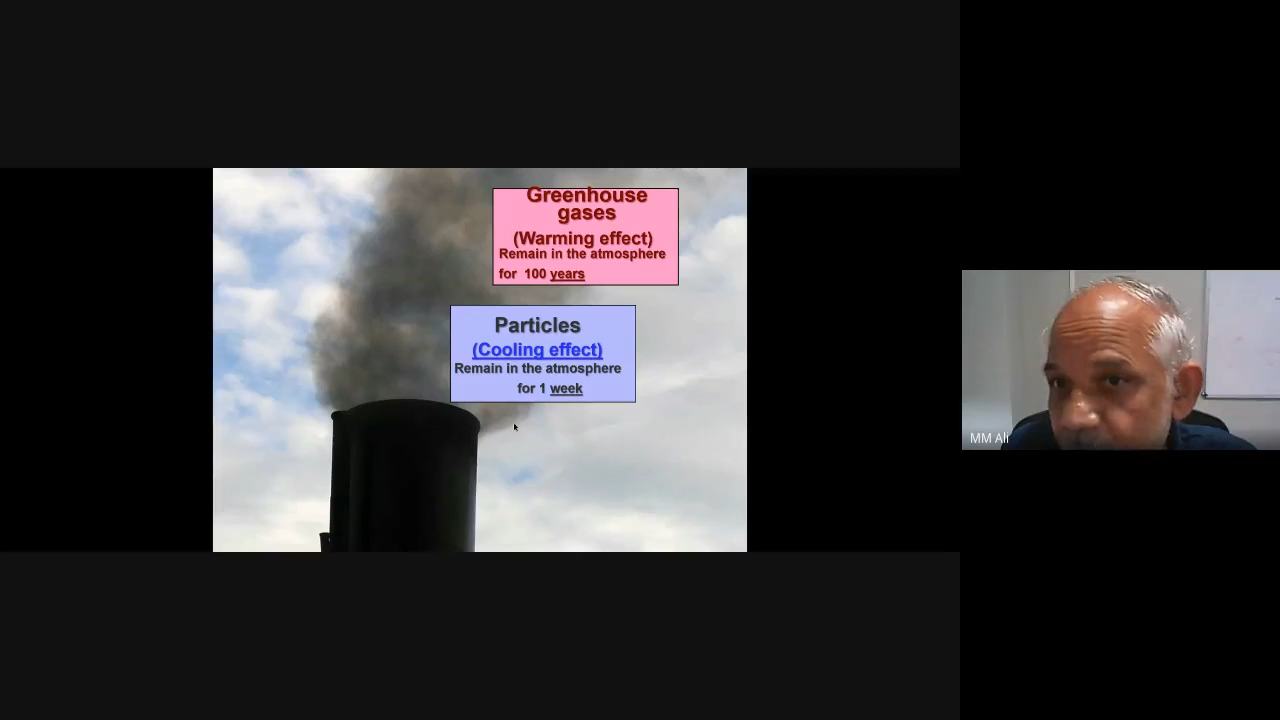 Greenhouse
gases
(Warming effect)
Remain in the atmosphere
for 100 years
Particles
(Cooling effect)
Remain in the atmosphere
for 1 week
MM Ali